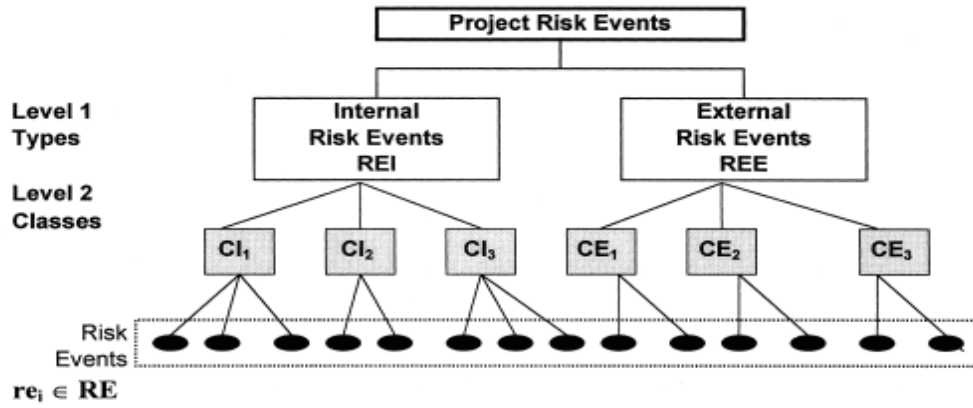 Project Risk Events
Level 1
Types
Internal
Risk Events
REI
External
Risk Events
REE
Level 2
Classes
CI₁
CI₂
CI₃
CE₁
CE₂
CE₃
Risk
Events
reᵢ ∈ RE